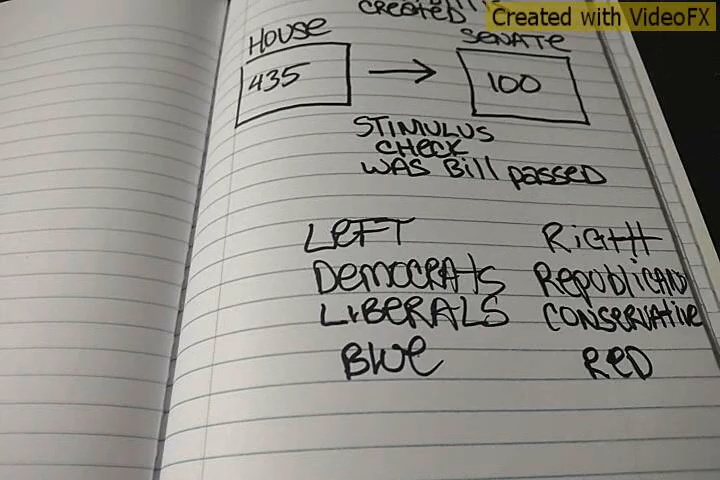 Created with VideoFX
CREATED
HOUSE SENATE
435 → 100
STIMULUS
CHECK
WAS Bill passed
LEFT RIGHT
DEMOCRATS REPUBLICANS
LIBERALS CONSERVATIVE
BLUE RED